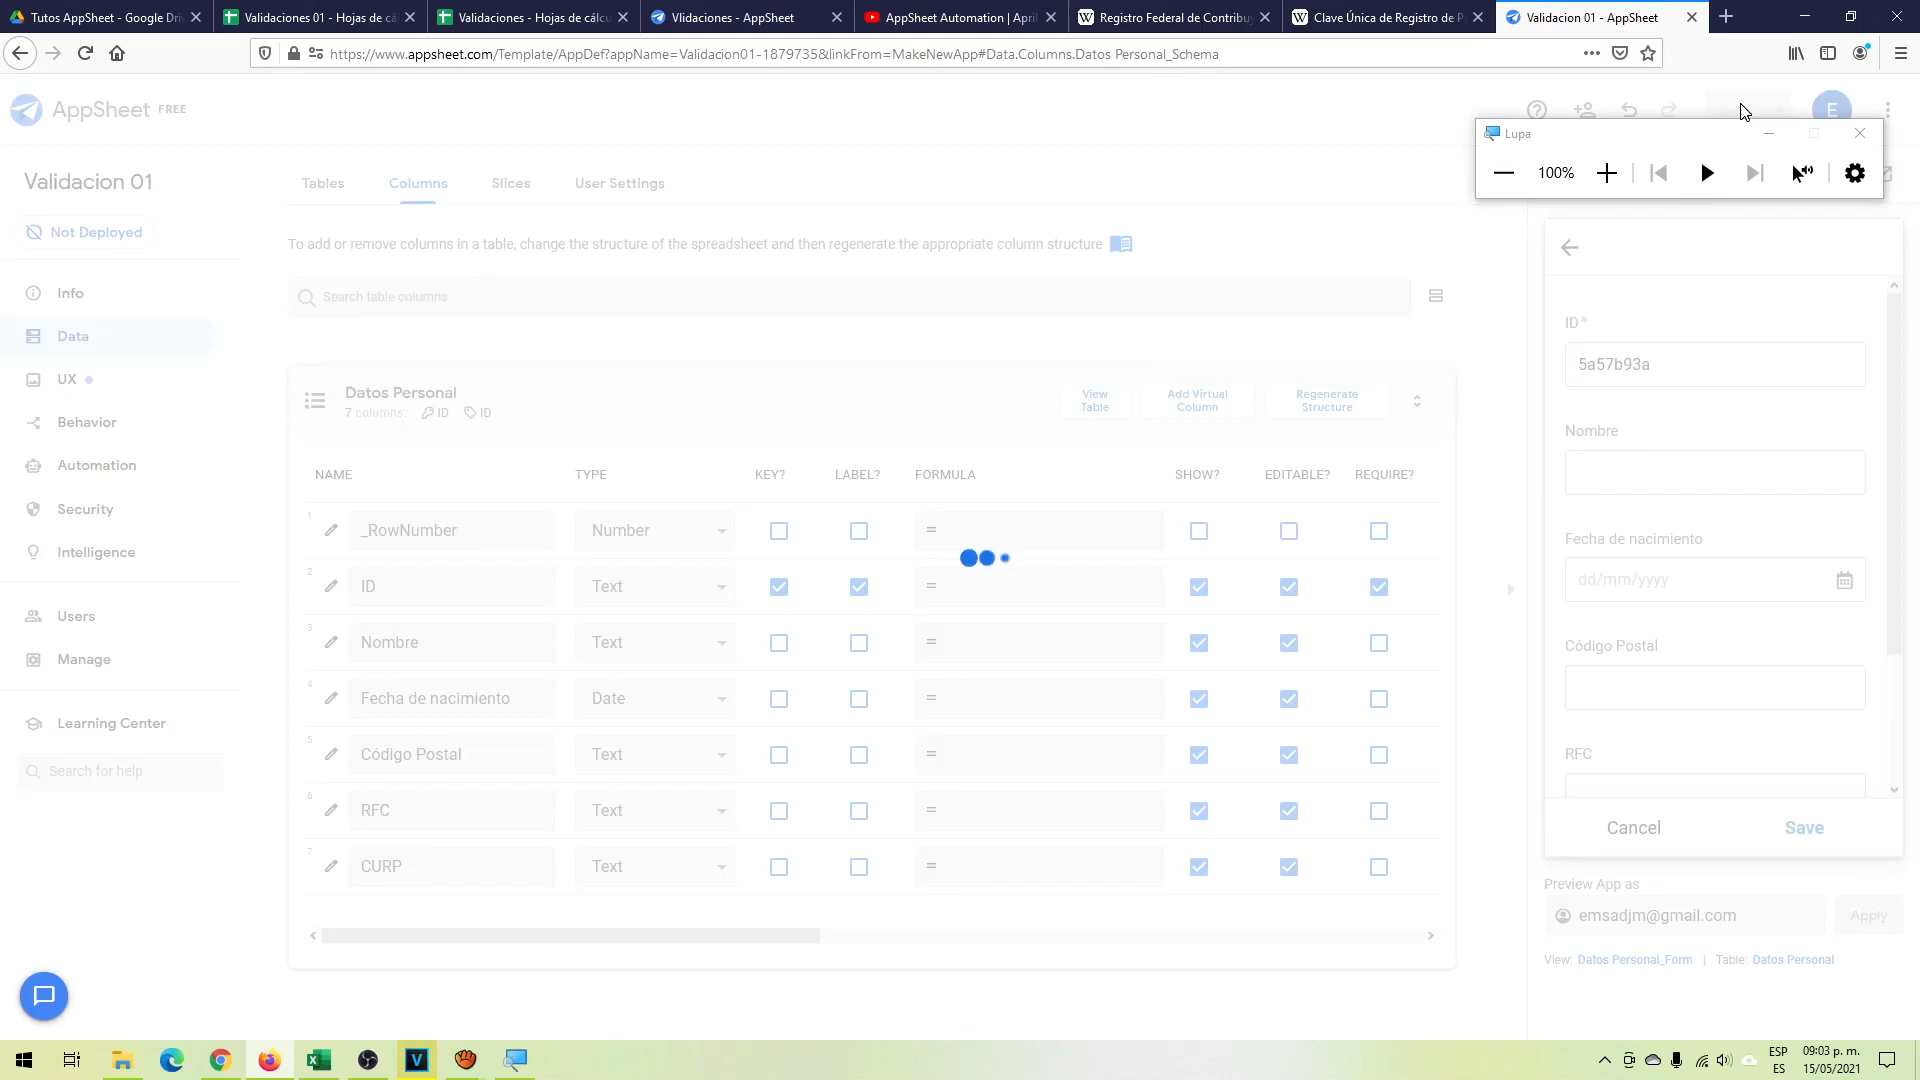 Tutos AppSheet - Google Dri
Validaciones 01 - Hojas de cá
Validaciones - Hojas de cálcu
Vlidaciones - AppSheet
AppSheet Automation | April
Registro Federal de Contribu
Clave Única de Registro de P
Validacion 01 - AppSheet
https://www.appsheet.com/Template/AppDef?appName=Validacion01-1879735&linkFrom=MakeNewApp#Data.Columns.Datos Personal_Schema
AppSheet FREE
E
Lupa
100%
Validacion 01
Not Deployed
Info
Data
UX
Behavior
Automation
Security
Intelligence
Users
Manage
Learning Center
Search for help
Tables
Columns
Slices
User Settings
To add or remove columns in a table, change the structure of the spreadsheet and then regenerate the appropriate column structure
Search table columns
Datos Personal
7 columns: ID ID
View Table
Add Virtual Column
Regenerate Structure
NAME TYPE KEY? LABEL? FORMULA SHOW? EDITABLE? REQUIRE?
1 _RowNumber Number =
2 ID Text =
3 Nombre Text =
4 Fecha de nacimiento Date =
5 Código Postal Text =
6 RFC Text =
7 CURP Text =
ID*
5a57b93a
Nombre
Fecha de nacimiento
dd/mm/yyyy
Código Postal
RFC
Cancel
Save
Preview App as
emsadjm@gmail.com
Apply
View: Datos Personal_Form | Table: Datos Personal
V
ESP
ES
09:03 p. m.
15/05/2021